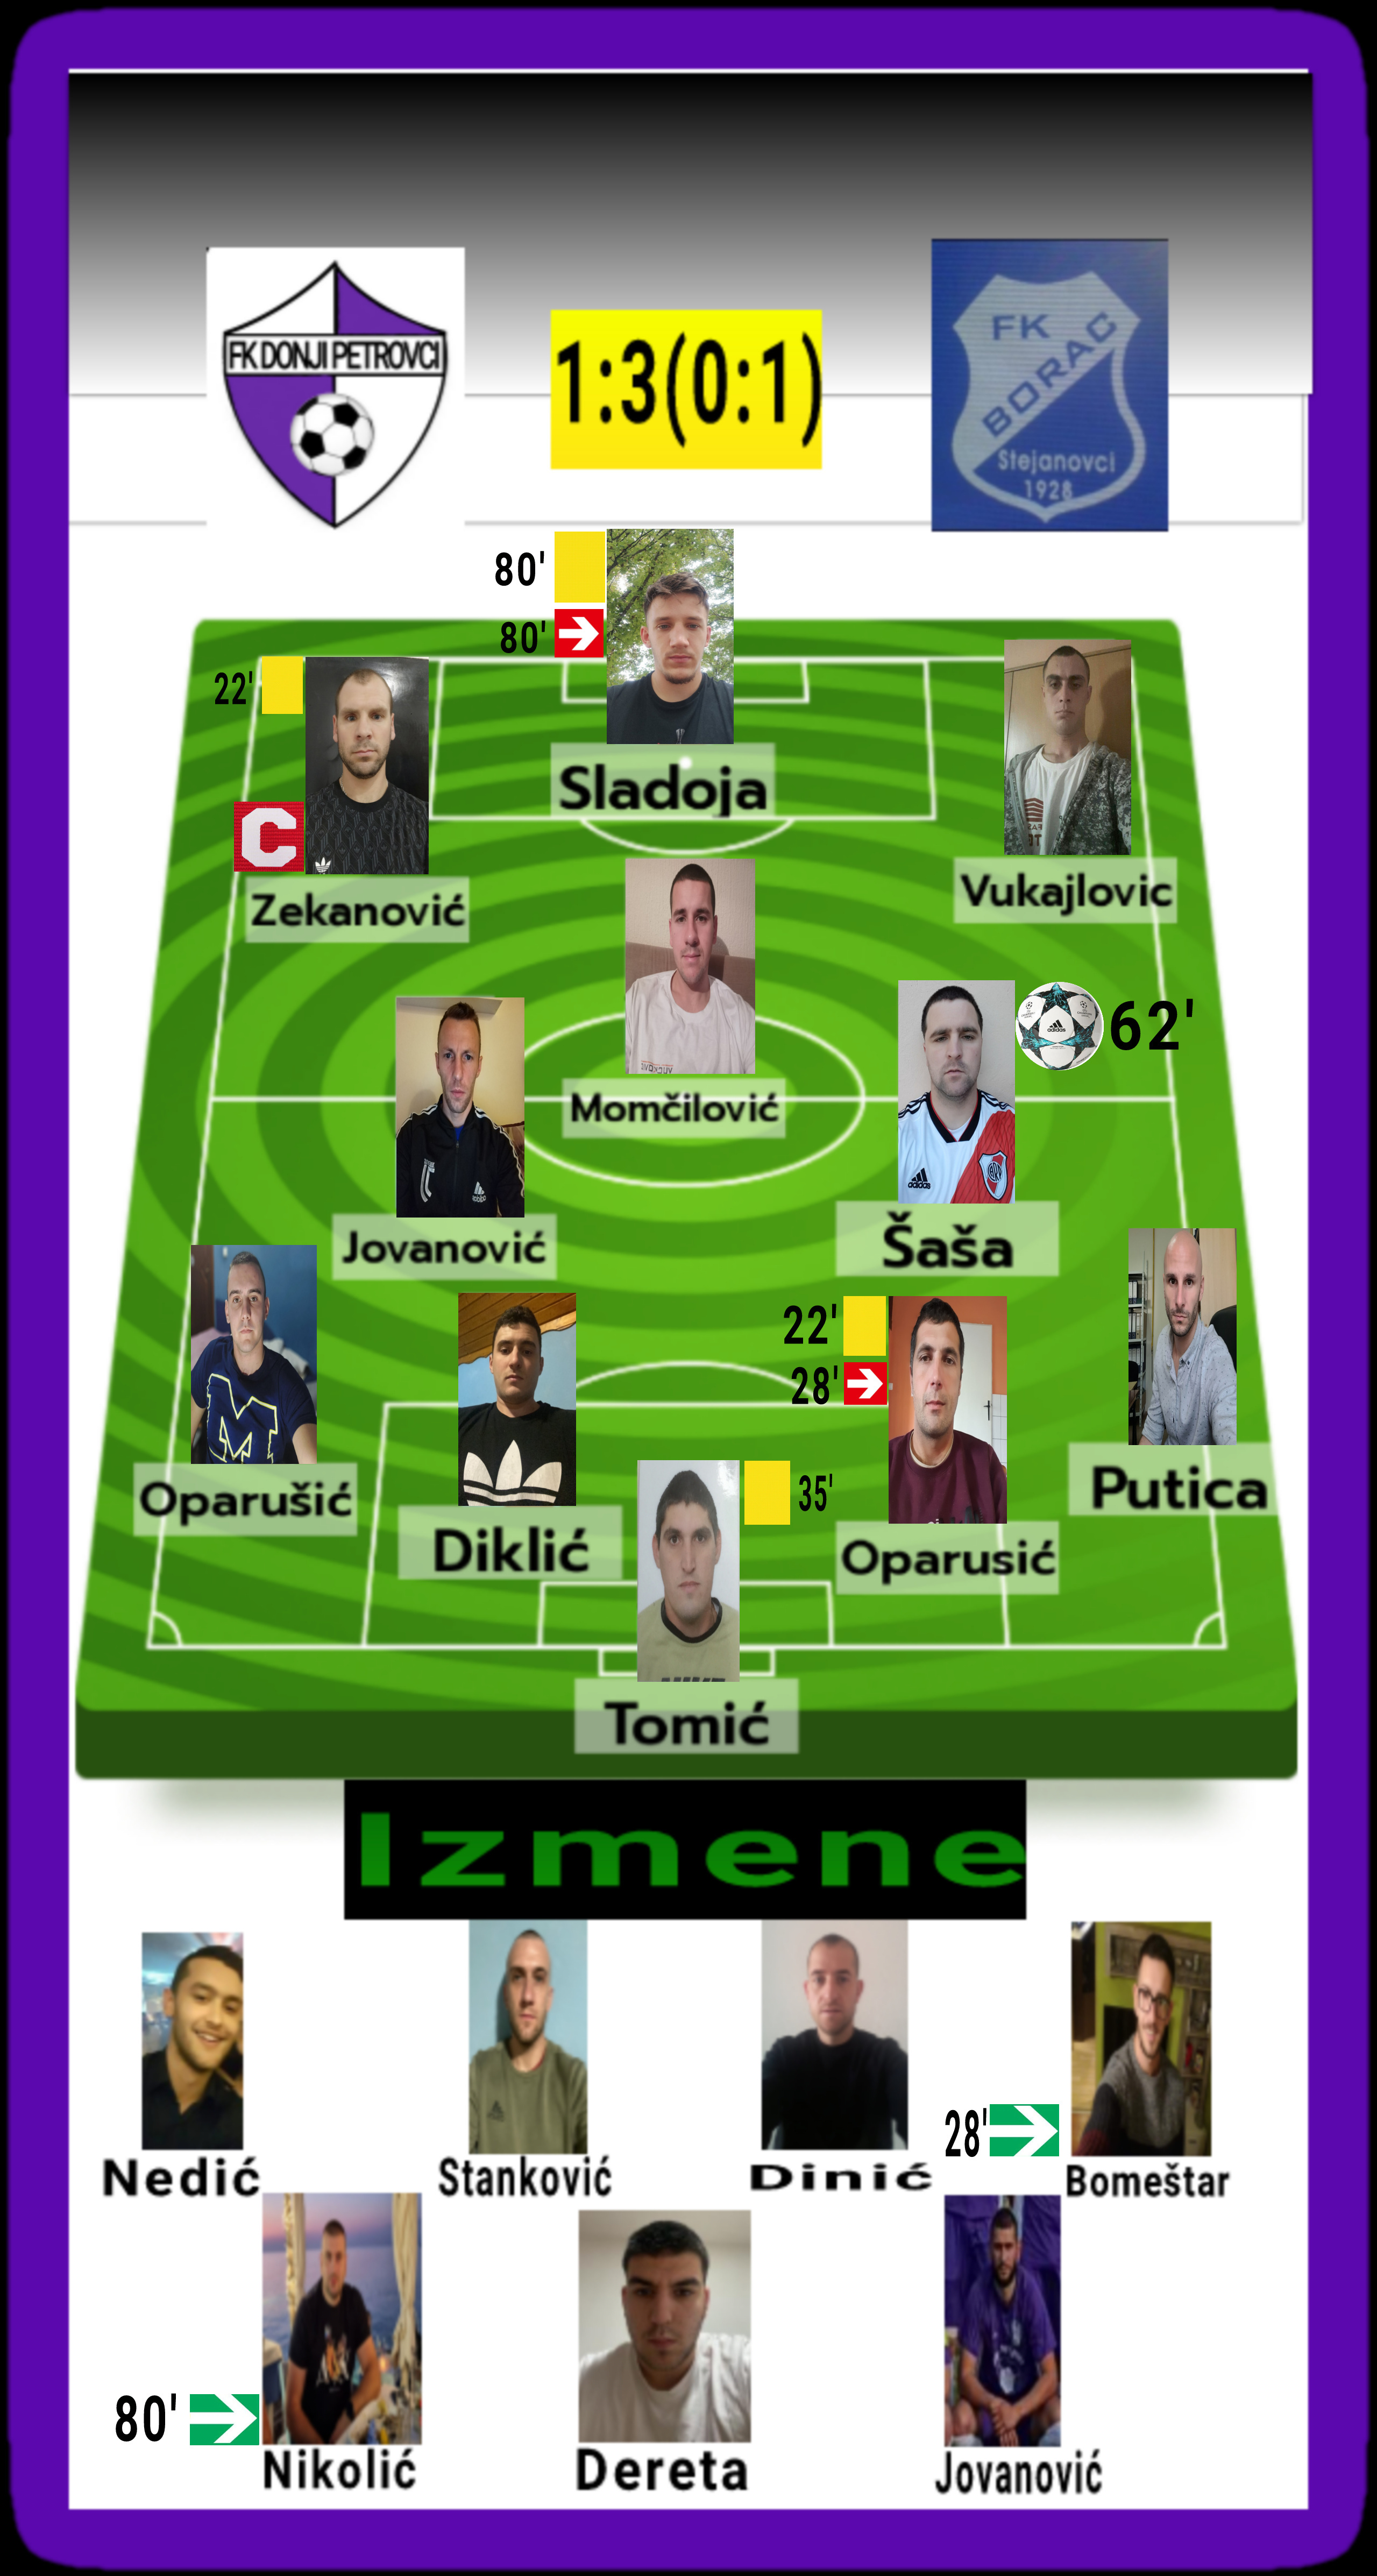 FK DONJI PETROVCI
1:3(0:1)
FK
BORAC
Stejanovci
1928
80'
80'
22'
C
Sladoja
Zekanović
Vukajlovic
62'
adidas
Momčilović
adidas
Jovanović
Šaša
22'
28'
M
35'
Oparušić
Diklić
Oparusić
Putica
Tomić
Izmene
28'
Nedić
Stanković
Dinić
Bomeštar
80'
Nikolić
Dereta
Jovanović